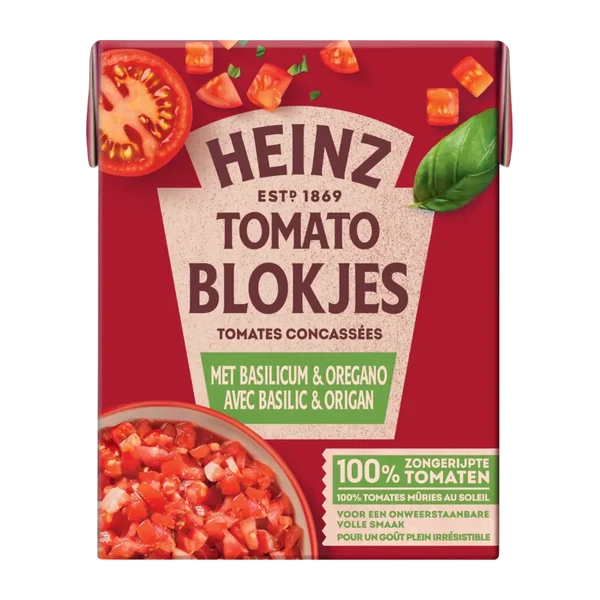 HEINZ
ESTD 1869
TOMATO
BLOKJES
TOMATES CONCASSÉES
MET BASILICUM & OREGANO
AVEC BASILIC & ORIGAN
100% ZONGERIJPTE
TOMATEN
100% TOMATES MÛRIES AU SOLEIL
VOOR EEN ONWEERSTAANBARE
VOLLE SMAAK
POUR UN GOÛT PLEIN IRRÉSISTIBLE